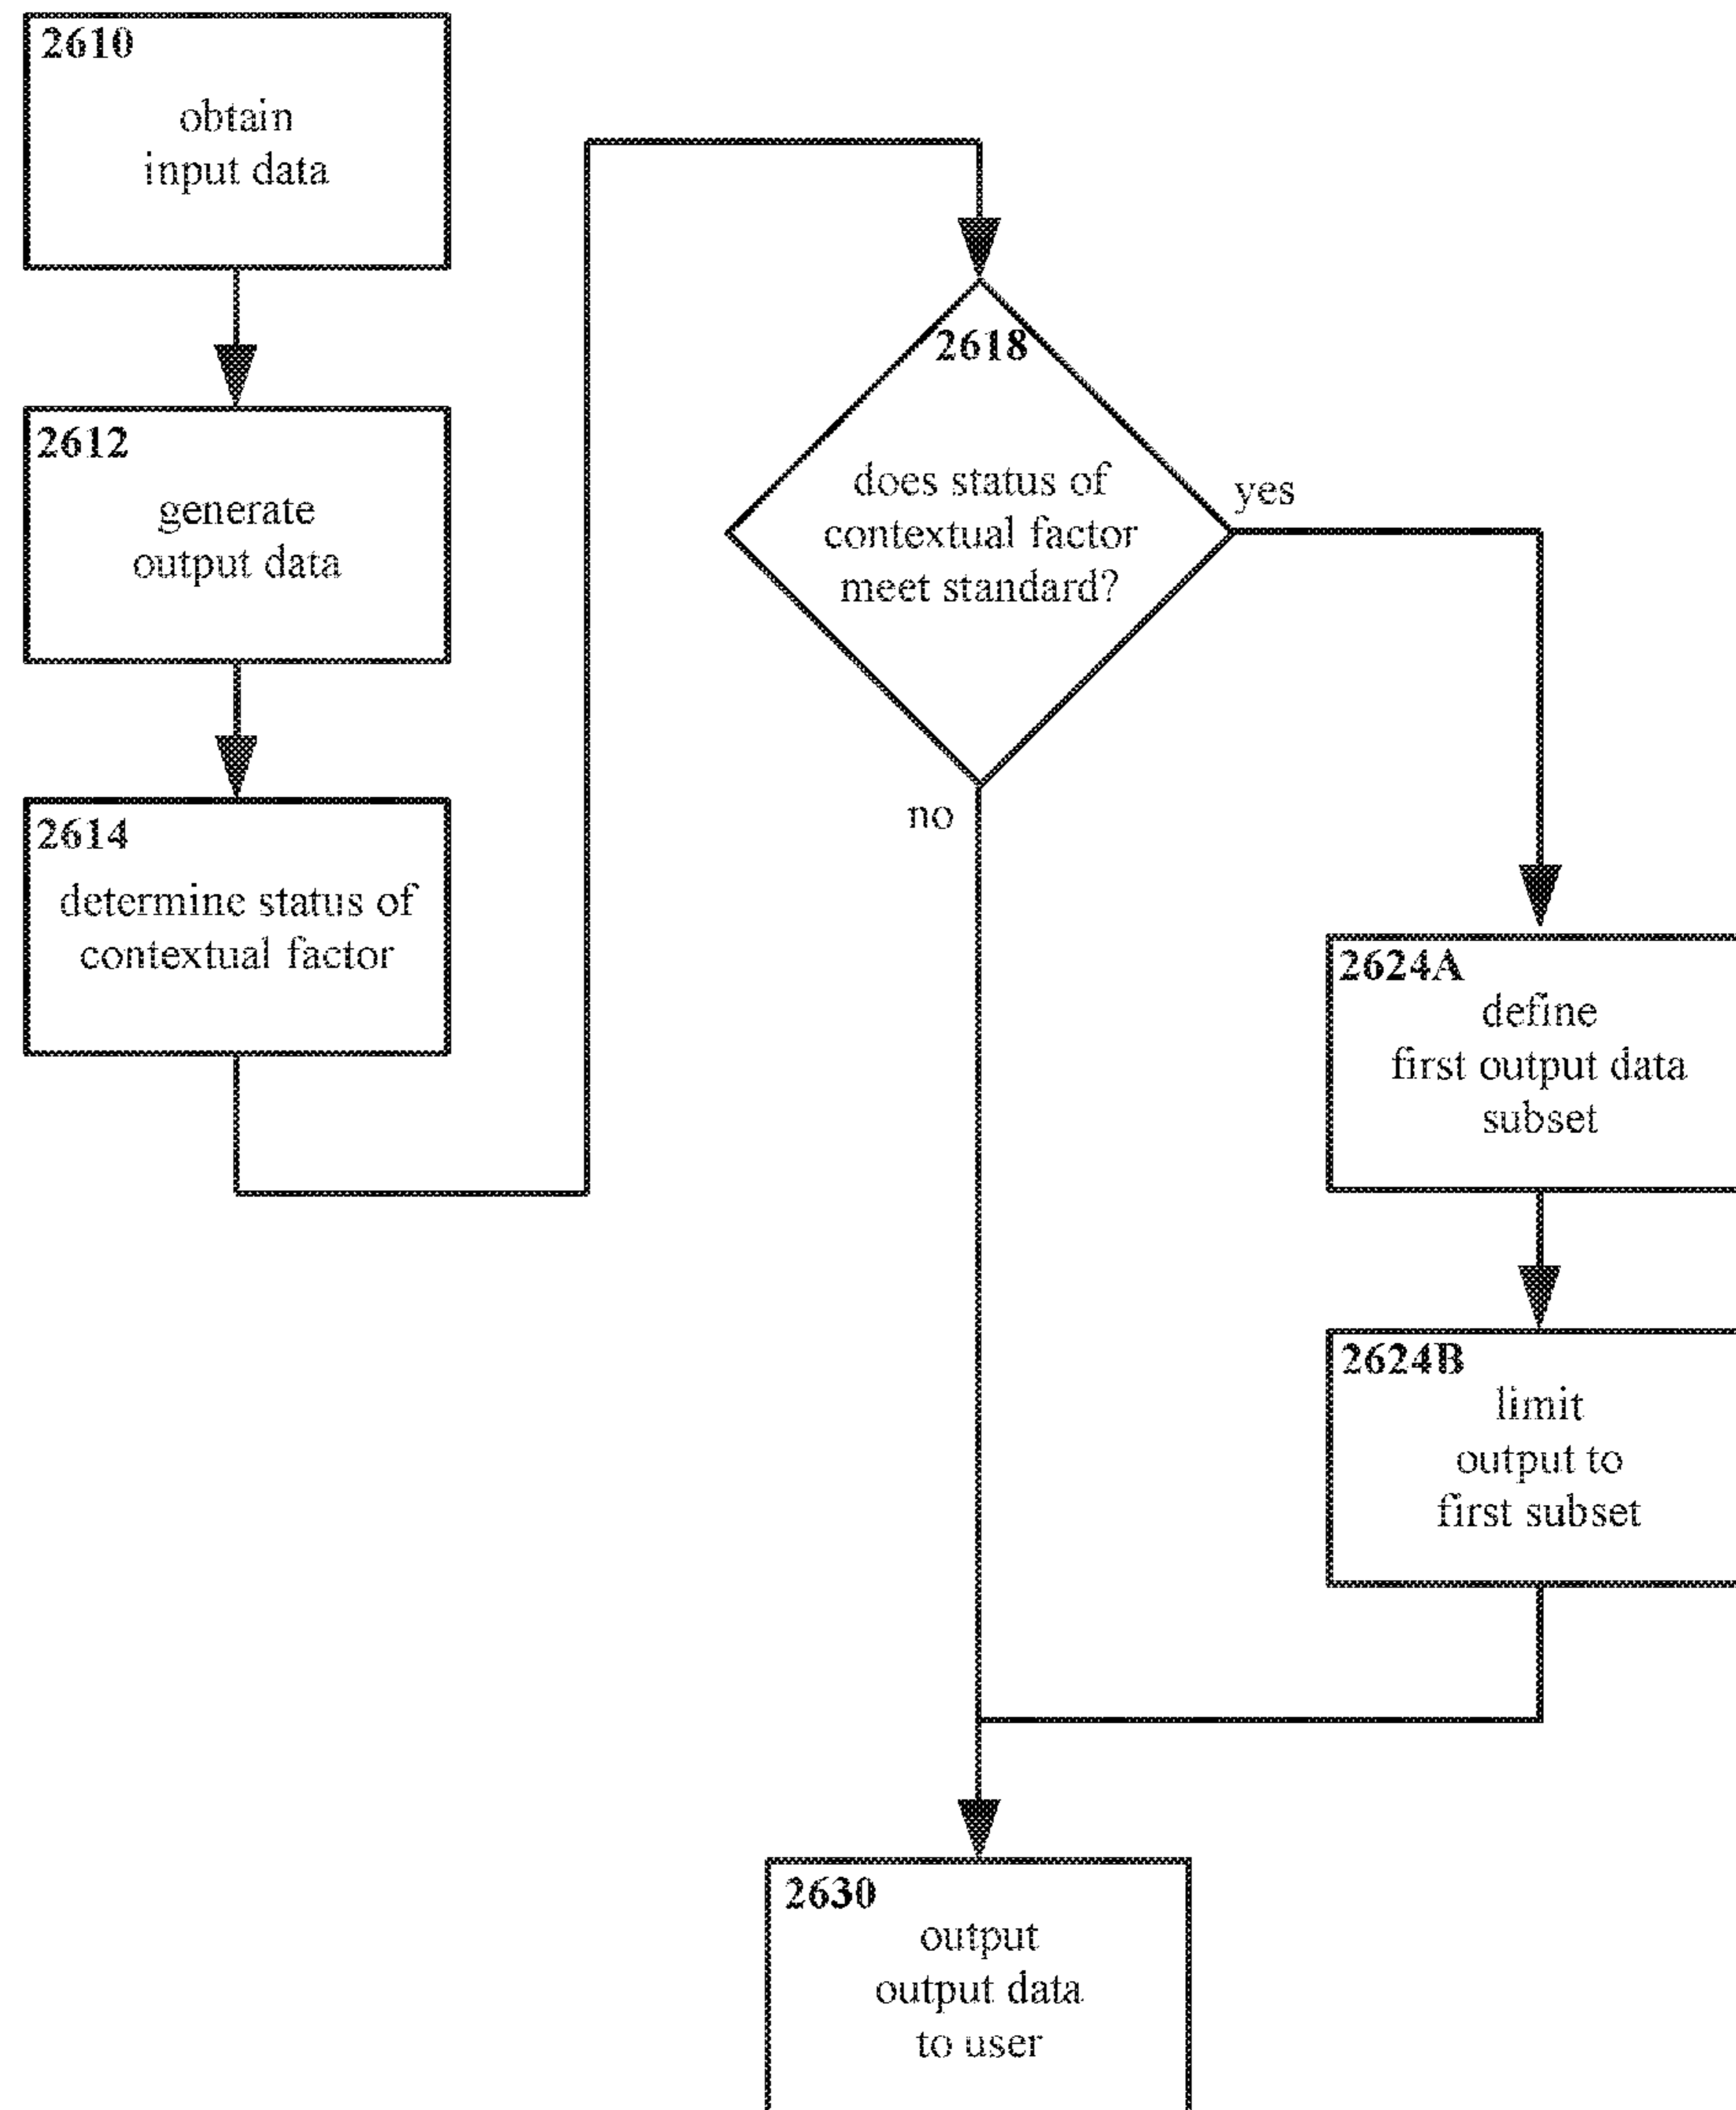 2610
obtain
input data
2612
generate
output data
2614
determine status of
contextual factor
2618
does status of
contextual factor
meet standard?
yes
no
2624A
define
first output data
subset
2624B
limit
output to
first subset
2630
output
output data
to user